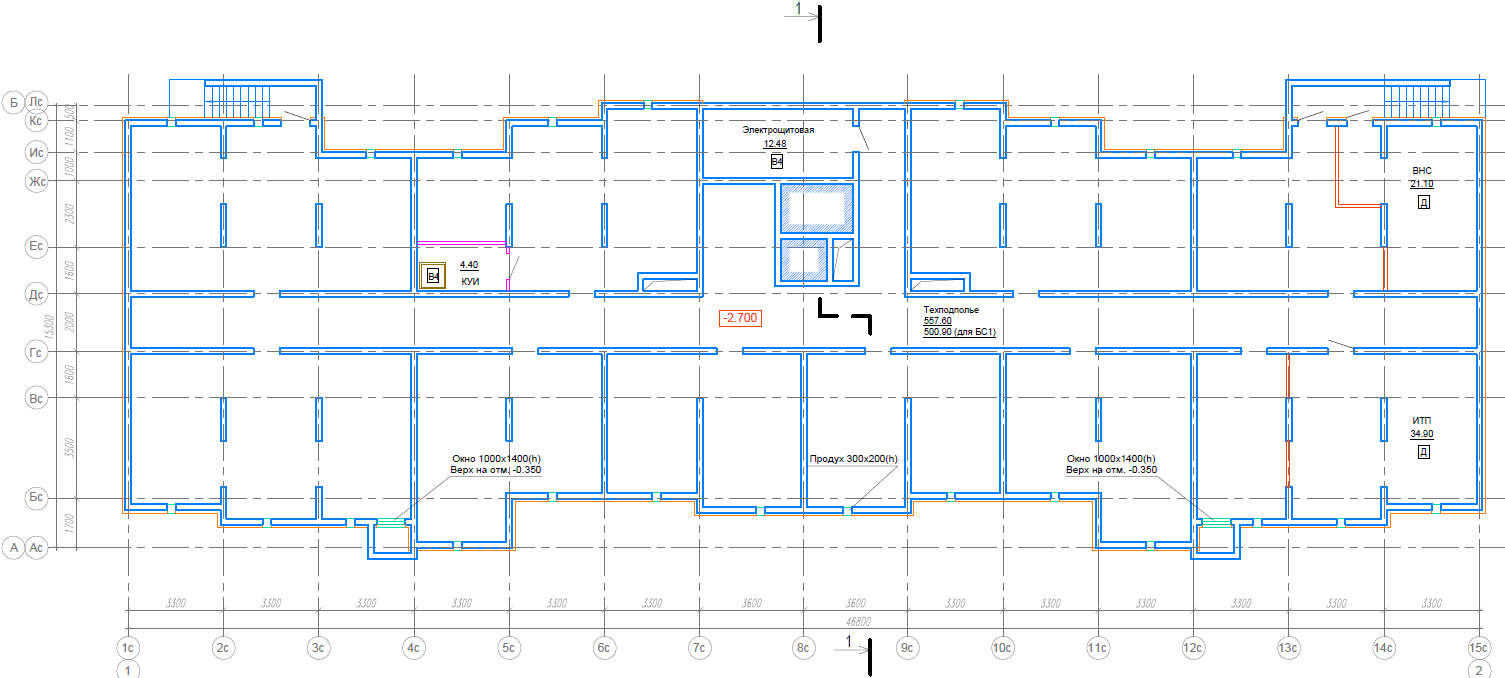 1
Б
Лс
Кс
Ис
Жс
Ес
Дс
Гс
Вс
Бс
А
Ас
500
1100
1000
2300
1600
2000
15300
1600
3500
1700
Электрощитовая
12.48
В4
ВНС
21.10
Д
4.40
В4
КУИ
-2.700
Техподполье
557.60
500.90 (для БС1)
ИТП
34.90
Д
Окно 1000х1400(h)
Верх на отм. -0.350
Продух 300х200(h)
Окно 1000х1400(h)
Верх на отм. -0.350
3300 3300 3300 3300 3300 3300 3600 3600 3300 3300 3300 3300 3300 3300
46800
1
1с 2с 3с 4с 5с 6с 7с 8с 9с 10с 11с 12с 13с 14с 15с
1 2